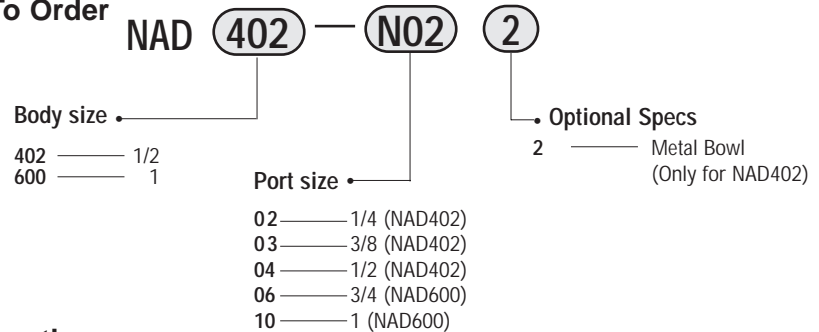 To Order
NAD 402 — N02 2
Body size
402 1/2
600 1
Port size
02 1/4 (NAD402)
03 3/8 (NAD402)
04 1/2 (NAD402)
06 3/4 (NAD600)
10 1 (NAD600)
Optional Specs
2 Metal Bowl
(Only for NAD402)